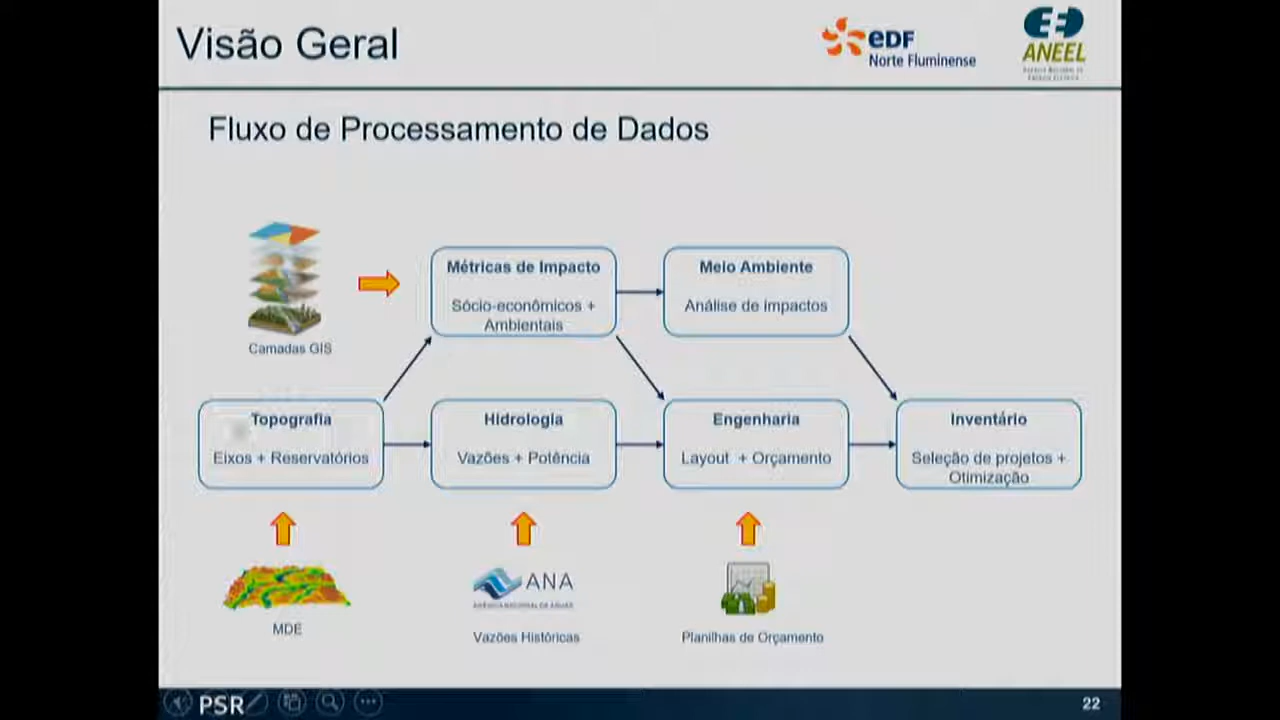 Visão Geral
eDF
Norte Fluminense
ANEEL
Fluxo de Processamento de Dados
Camadas GIS
Métricas de Impacto
Sócio-econômicos +
Ambientais
Meio Ambiente
Análise de impactos
Topografia
Eixos + Reservatórios
Hidrologia
Vazões + Potência
Engenharia
Layout + Orçamento
Inventário
Seleção de projetos +
Otimização
MDE
ANA
AGÊNCIA NACIONAL DE ÁGUAS
Vazões Históricas
Planilhas de Orçamento
PSR
22